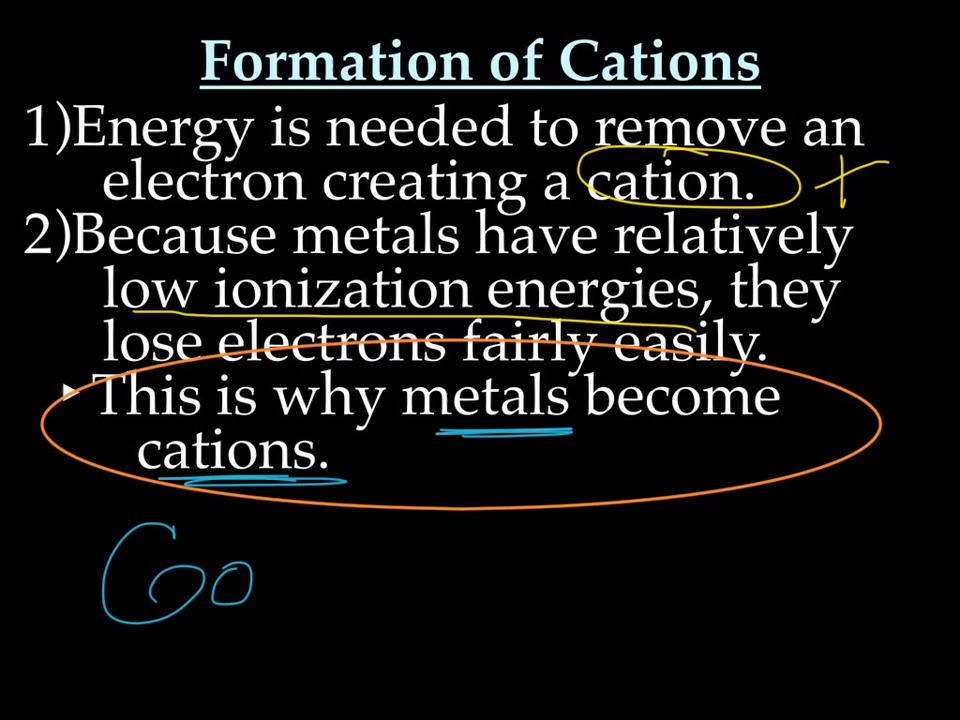 Formation of Cations
1)Energy is needed to remove an
electron creating a cation. +
2)Because metals have relatively
low ionization energies, they
lose electrons fairly easily.
‣This is why metals become
cations.
Go